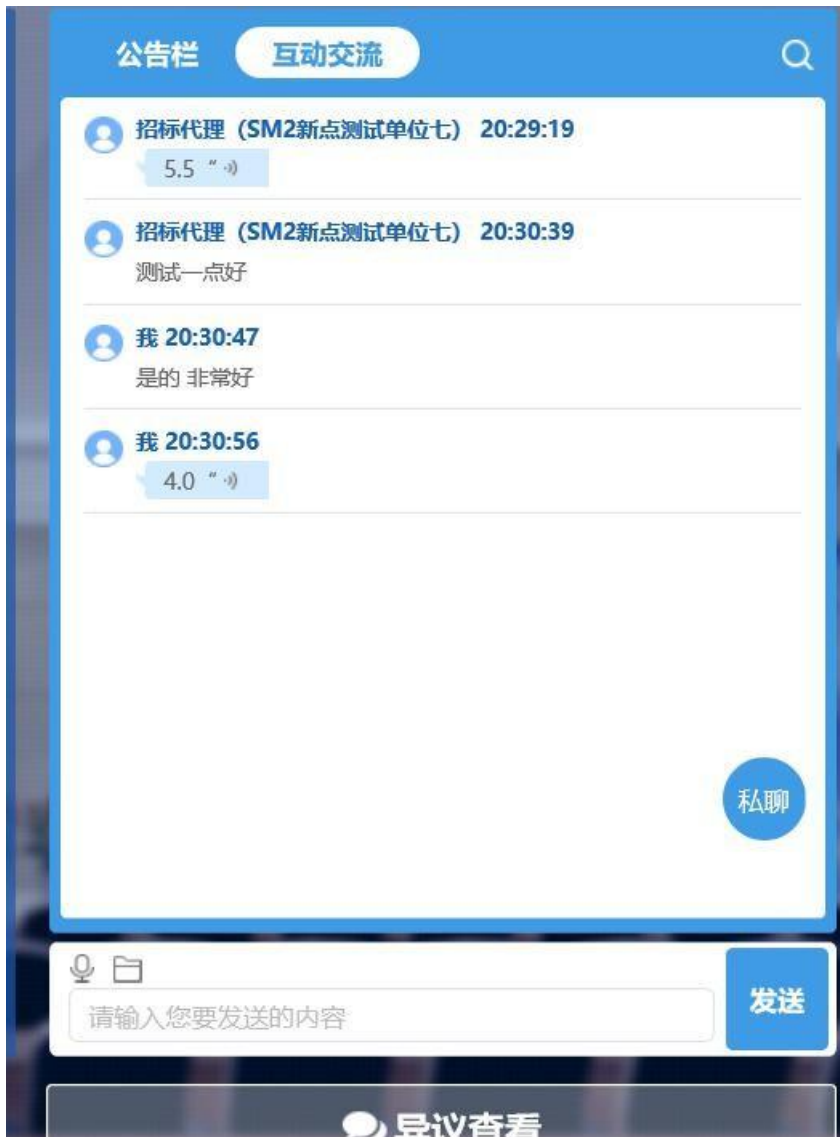 公告栏 互动交流
招标代理（SM2新点测试单位七） 20:29:19
5.5 "
招标代理（SM2新点测试单位七） 20:30:39
测试一点好
我 20:30:47
是的 非常好
我 20:30:56
4.0 "
私聊
请输入您要发送的内容
发送
异议查看